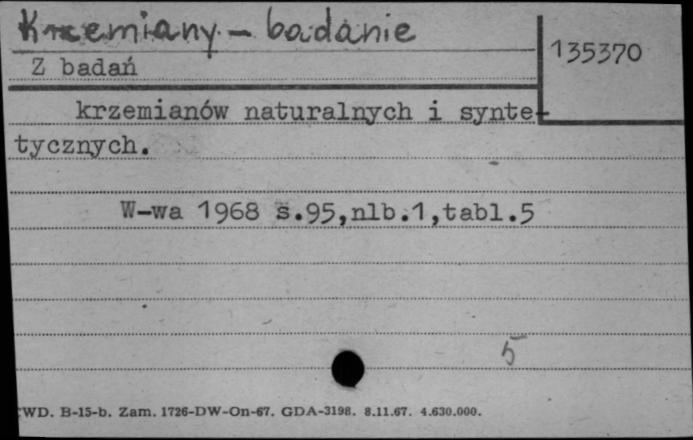 Krzemiany - badanie
135370
Z badań
krzemianów naturalnych i synte-
tycznych.
W-wa 1968 s.95,nlb.1,tabl.5
5
WD. B-15-b. Zam. 1726-DW-On-67. GDA-3198. 8.11.67. 4.630.000.